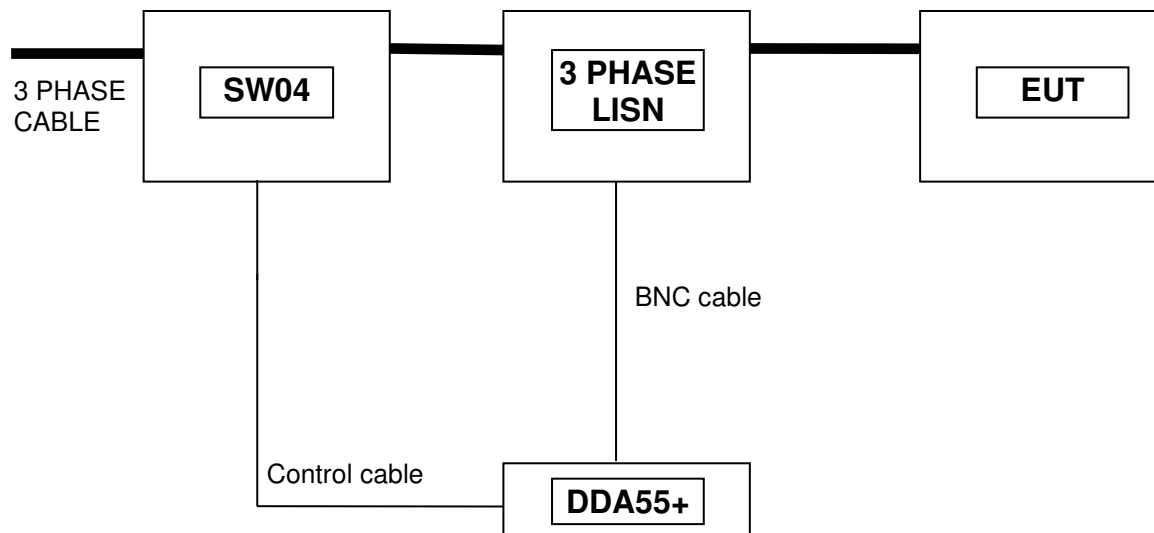 SW04
3 PHASE
LISN
EUT
3 PHASE
CABLE
BNC cable
Control cable
DDA55+